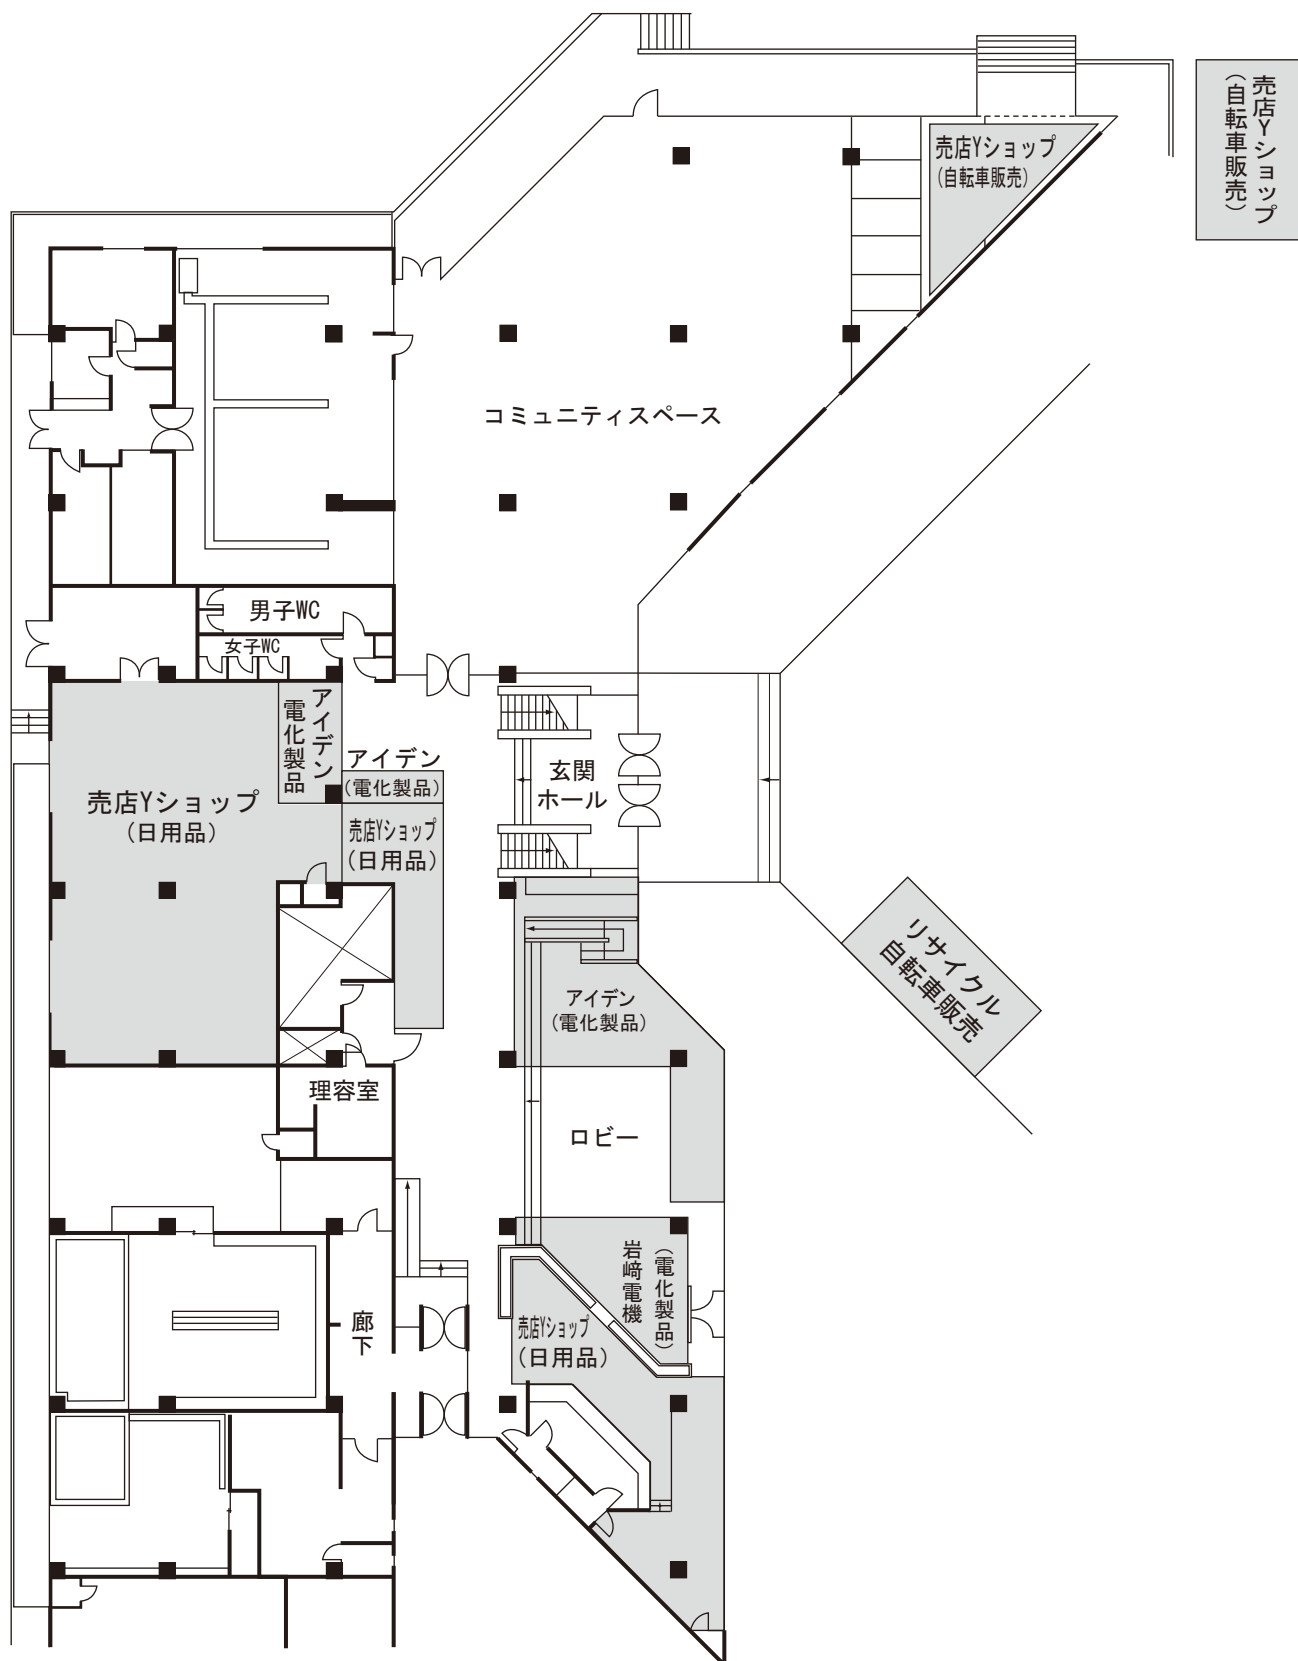 売店Yショップ
(自転車販売)
売店Yショップ
(自転車販売)
コミュニティスペース
男子WC
女子WC
アイデン
電化製品
アイデン
(電化製品)
玄関
ホール
売店Yショップ
(日用品)
売店Yショップ
(日用品)
リサイクル
自転車販売
アイデン
(電化製品)
理容室
ロビー
岩﨑電機
(電化製品)
廊下
売店Yショップ
(日用品)